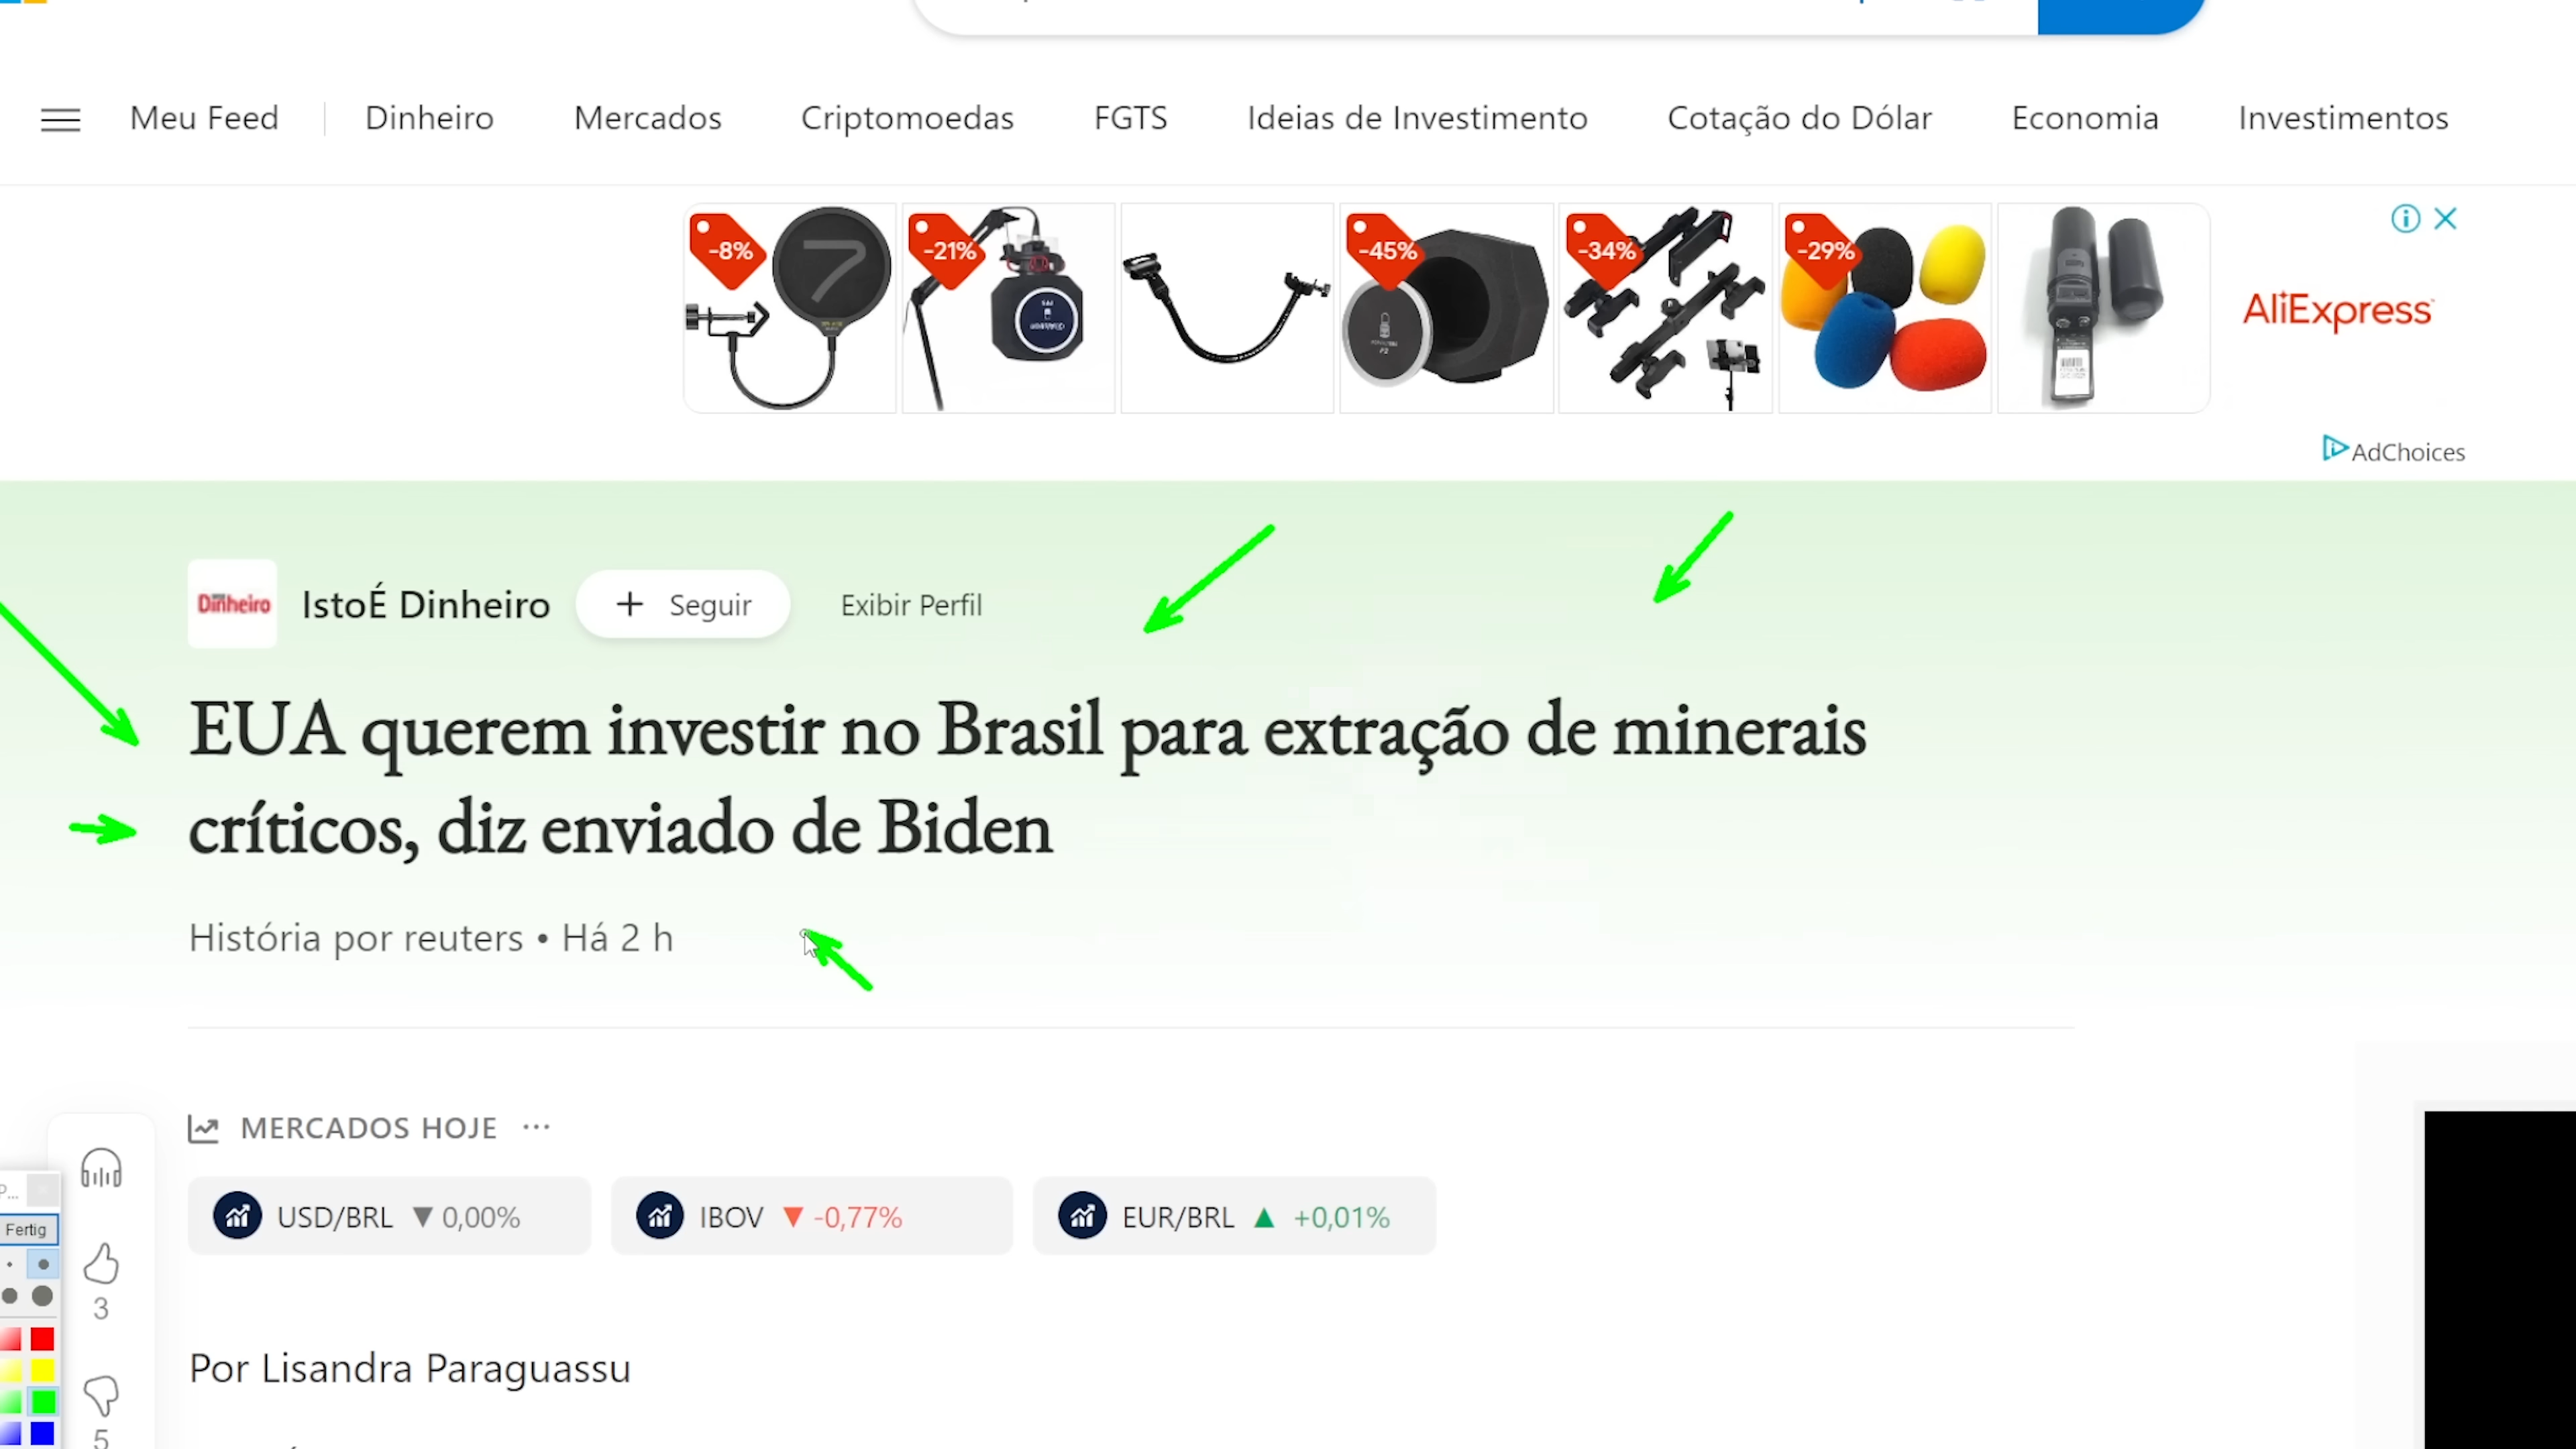 Meu Feed
Dinheiro
Mercados
Criptomoedas
FGTS
Ideias de Investimento
Cotação do Dólar
Economia
Investimentos
-8%
-21%
-45%
-34%
-29%
AliExpress
AdChoices
Dinheiro
IstoÉ Dinheiro
+ Seguir
Exibir Perfil
EUA querem investir no Brasil para extração de minerais
críticos, diz enviado de Biden
História por reuters • Há 2 h
MERCADOS HOJE ...
USD/BRL ▼ 0,00%
IBOV ▼ -0,77%
EUR/BRL ▲ +0,01%
P...
Fertig
3
5
Por Lisandra Paraguassu